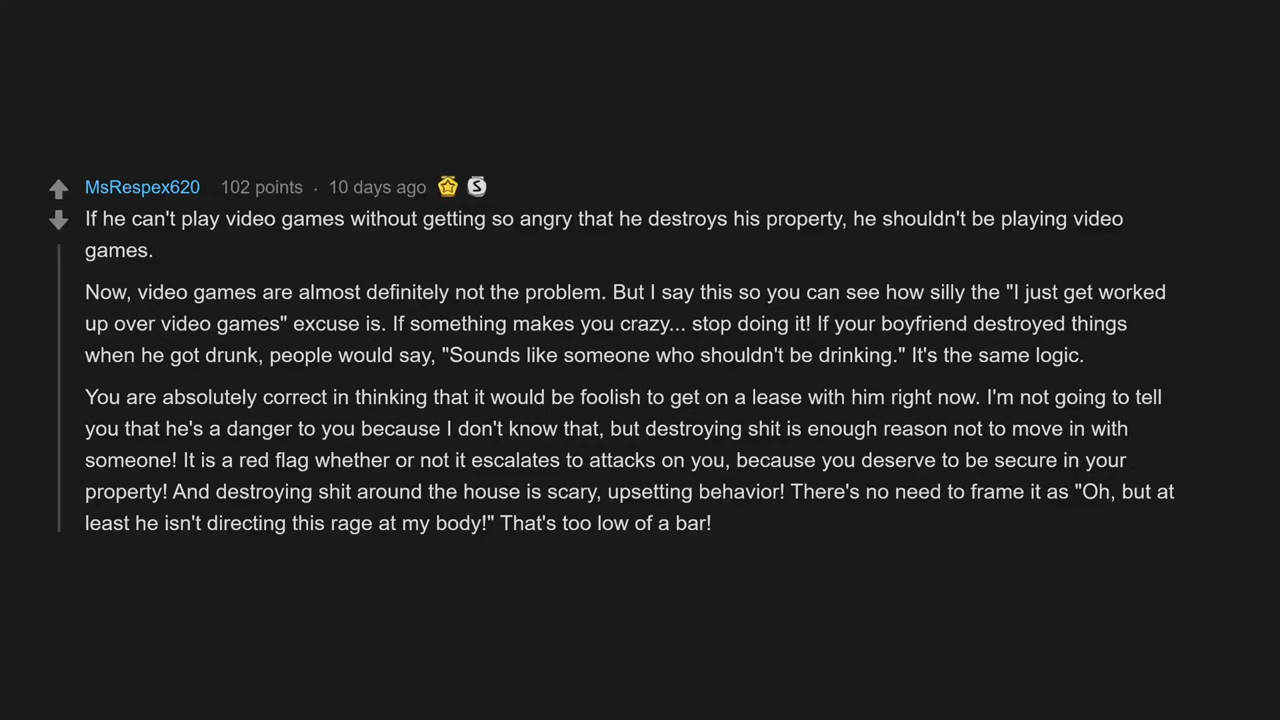 MsRespex620 102 points · 10 days ago S
If he can't play video games without getting so angry that he destroys his property, he shouldn't be playing video
games.
Now, video games are almost definitely not the problem. But I say this so you can see how silly the "I just get worked
up over video games" excuse is. If something makes you crazy... stop doing it! If your boyfriend destroyed things
when he got drunk, people would say, "Sounds like someone who shouldn't be drinking." It's the same logic.
You are absolutely correct in thinking that it would be foolish to get on a lease with him right now. I'm not going to tell
you that he's a danger to you because I don't know that, but destroying shit is enough reason not to move in with
someone! It is a red flag whether or not it escalates to attacks on you, because you deserve to be secure in your
property! And destroying shit around the house is scary, upsetting behavior! There's no need to frame it as "Oh, but at
least he isn't directing this rage at my body!" That's too low of a bar!